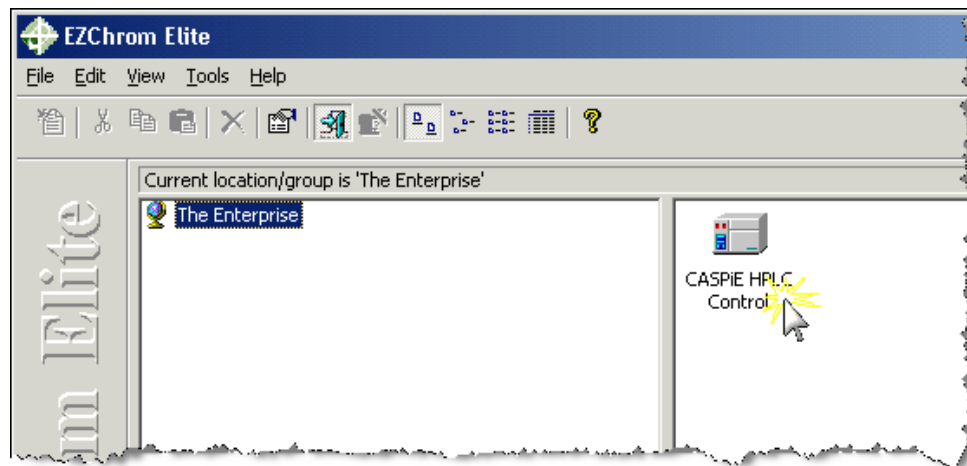 EZChrom Elite
File Edit View Tools Help
Current location/group is 'The Enterprise'
The Enterprise
CASPiE HPLC
Control
m Elite